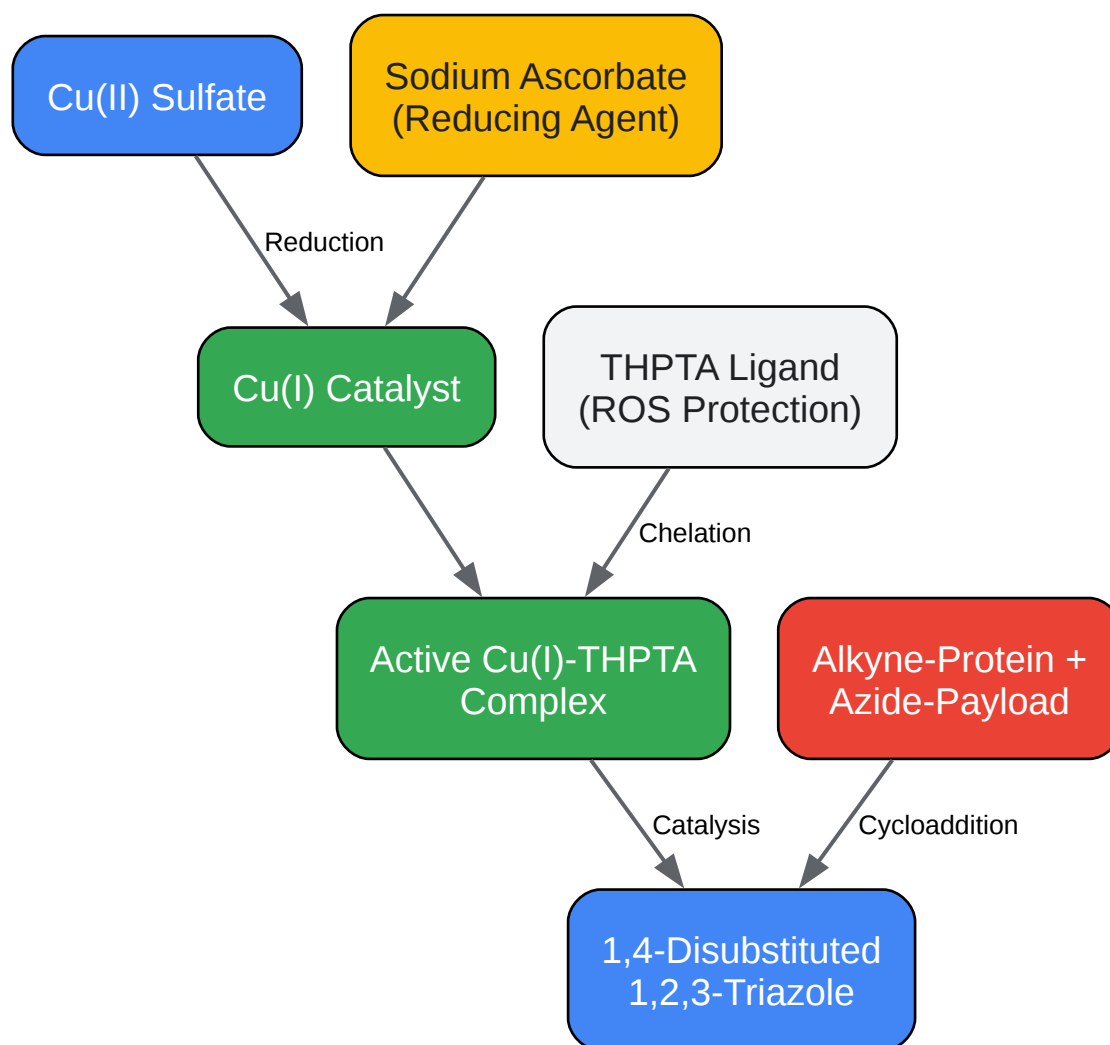 Cu(II) Sulfate
Sodium Ascorbate
(Reducing Agent)
Reduction
Cu(I) Catalyst
THPTA Ligand
(ROS Protection)
Chelation
Active Cu(I)-THPTA
Complex
Alkyne-Protein +
Azide-Payload
Catalysis
Cycloaddition
1,4-Disubstituted
1,2,3-Triazole